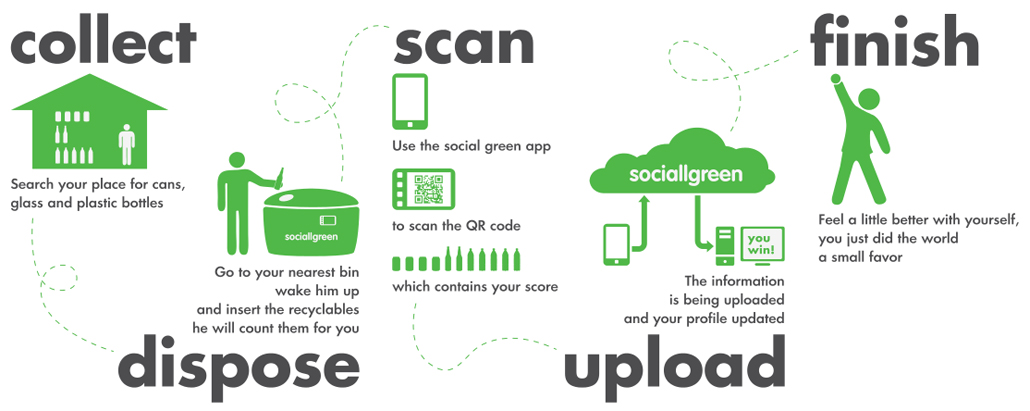 collect
Search your place for cans,
glass and plastic bottles
sociallgreen
Go to your nearest bin
wake him up
and insert the recyclables
he will count them for you
dispose
scan
Use the social green app
to scan the QR code
which contains your score
sociallgreen
you
win!
The information
is being uploaded
and your profile updated
upload
finish
Feel a little better with yourself,
you just did the world
a small favor